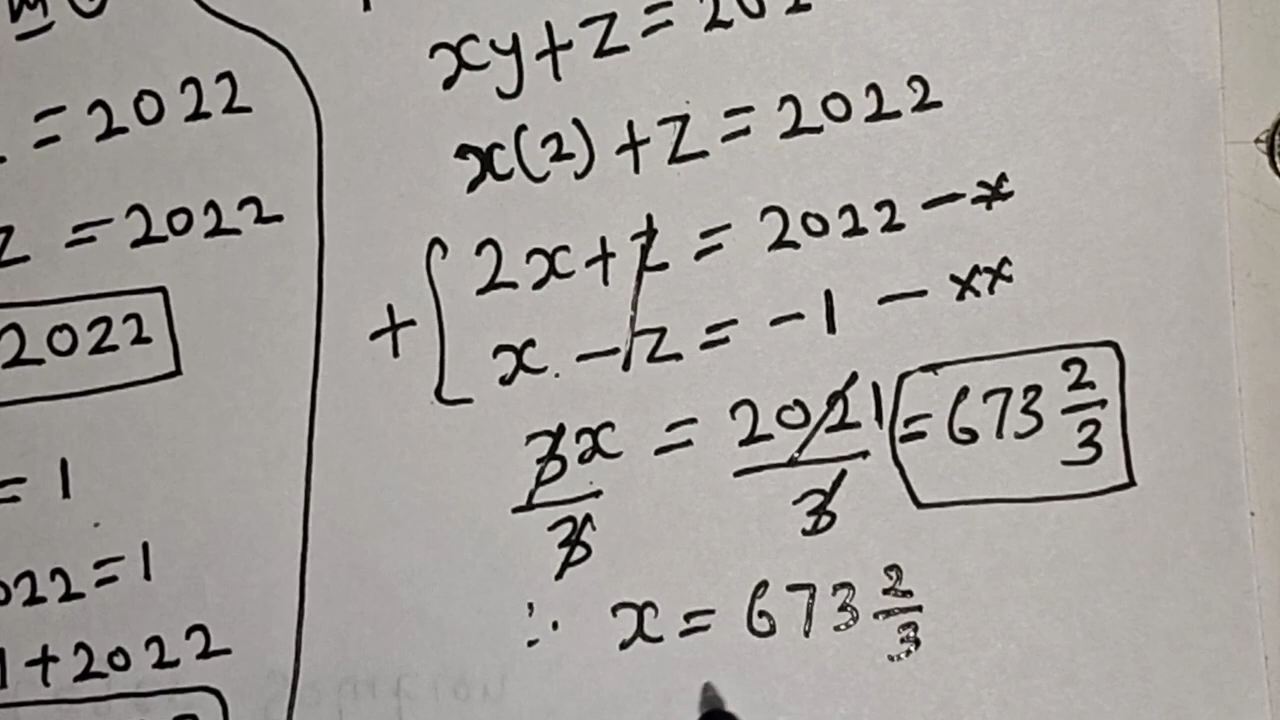 = 2022
z = 2022
2022
= 1
022 = 1
1 + 2022
xy + z = 202
x(2) + z = 2022
2x + z = 2022 - *
+
x - z = -1 - **
3x/3 = 2021/3 = 673 2/3
∴ x = 673 2/3